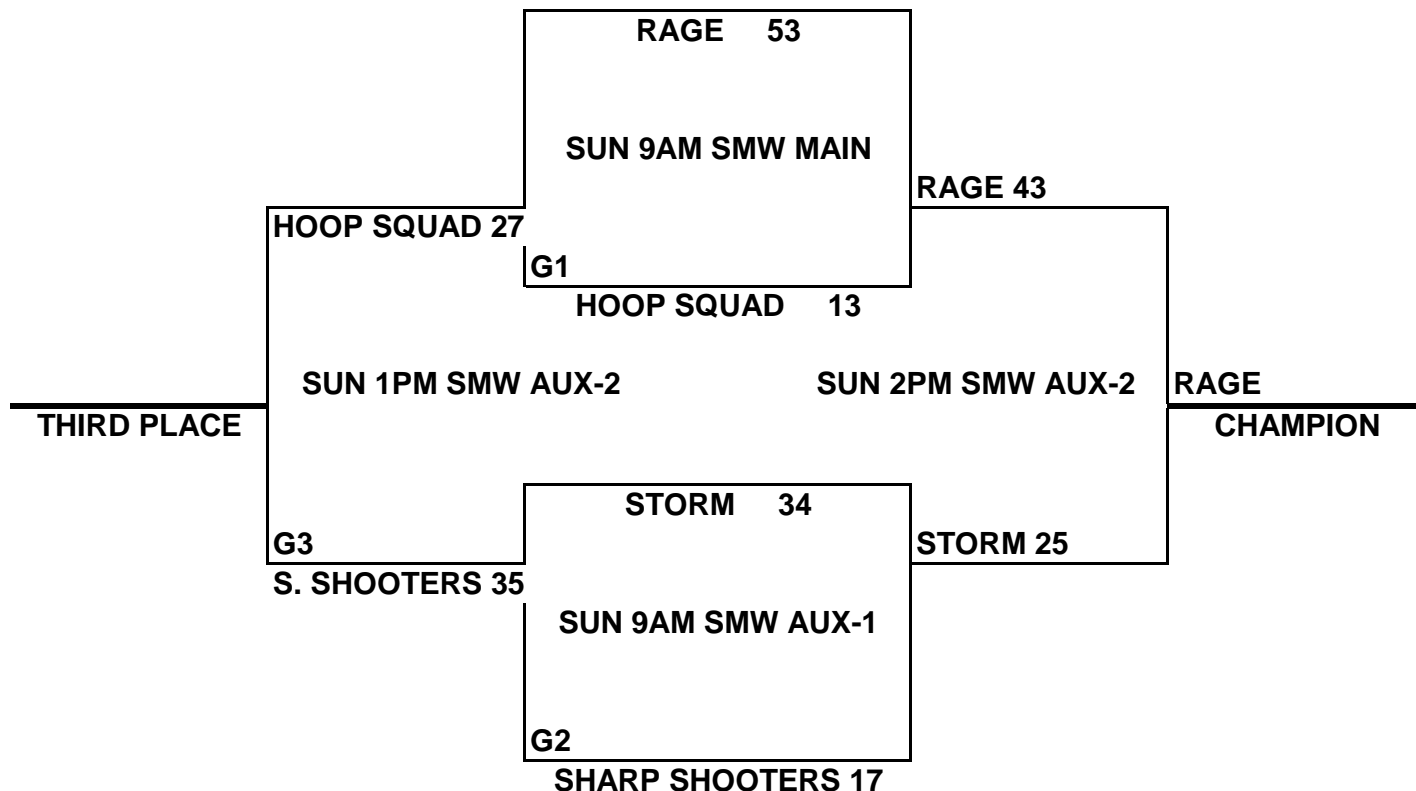 RAGE 53
SUN 9AM SMW MAIN
RAGE 43
HOOP SQUAD 27
G1
HOOP SQUAD 13
SUN 1PM SMW AUX-2
SUN 2PM SMW AUX-2
RAGE
THIRD PLACE
CHAMPION
STORM 34
G3
STORM 25
S. SHOOTERS 35
SUN 9AM SMW AUX-1
G2
SHARP SHOOTERS 17